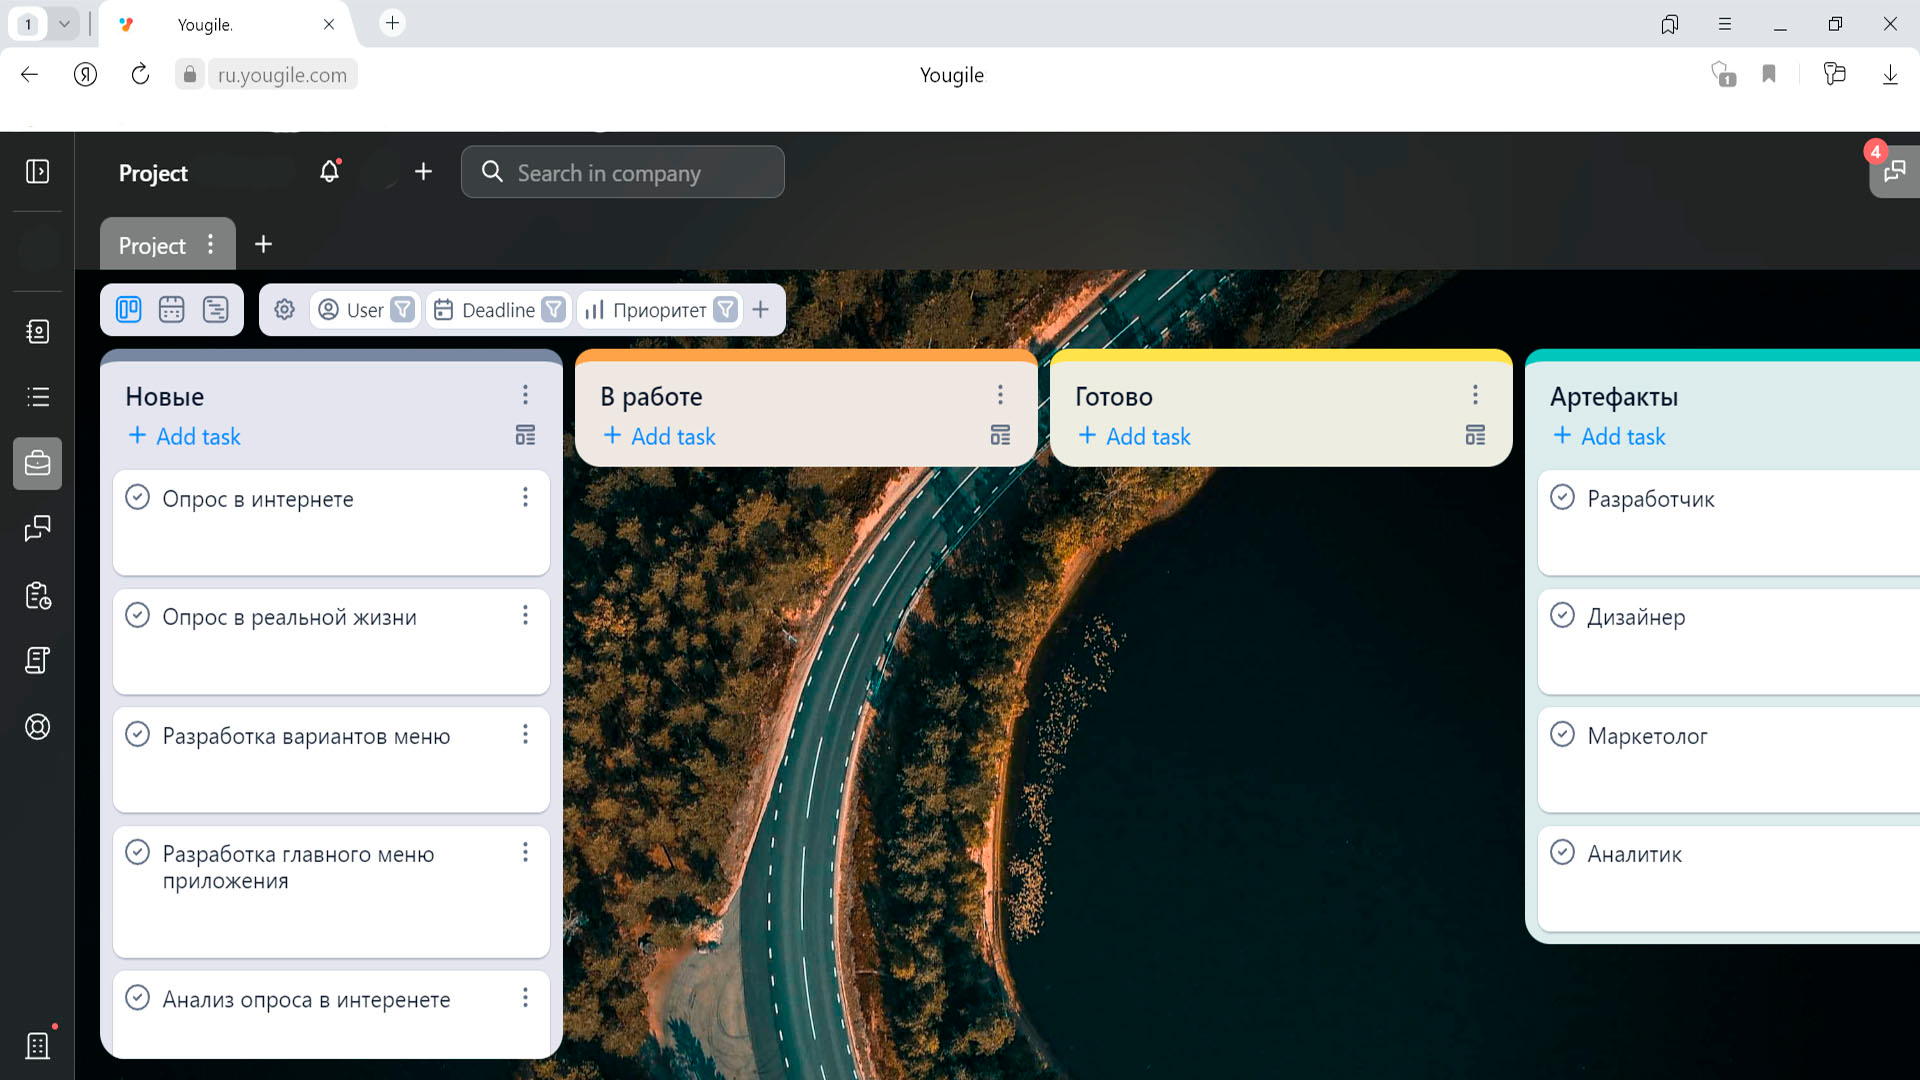 1
Yougile.
ru.yougile.com
Yougile
1
Project
Search in company
4
Project
User
Deadline
Приоритет
Новые
Add task
Опрос в интернете
Опрос в реальной жизни
Разработка вариантов меню
Разработка главного меню
приложения
Анализ опроса в интеренете
В работе
Add task
Готово
Add task
Артефакты
Add task
Разработчик
Дизайнер
Маркетолог
Аналитик